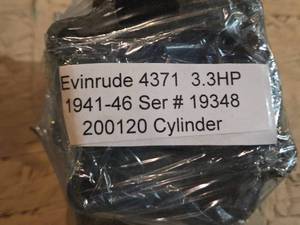 Evinrude 4371 3.3HP
1941-46 Ser # 19348
200120 Cylinder